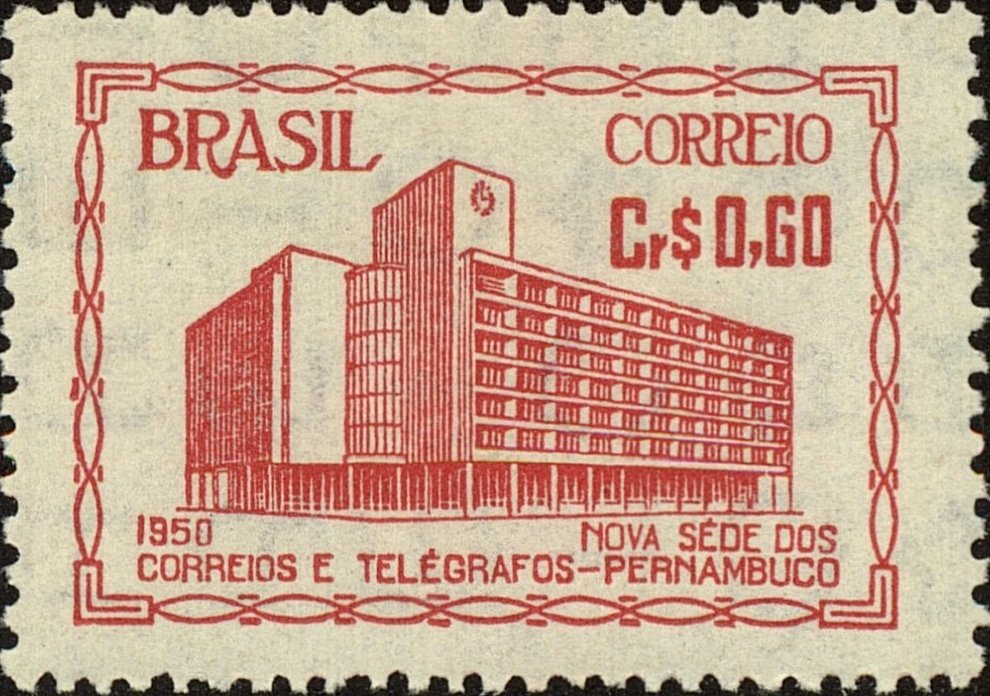 BRASIL
CORREIO
Cr$ 0,60
1950
NOVA SÉDE DOS
CORREIOS E TELÉGRAFOS-PERNAMBUCO